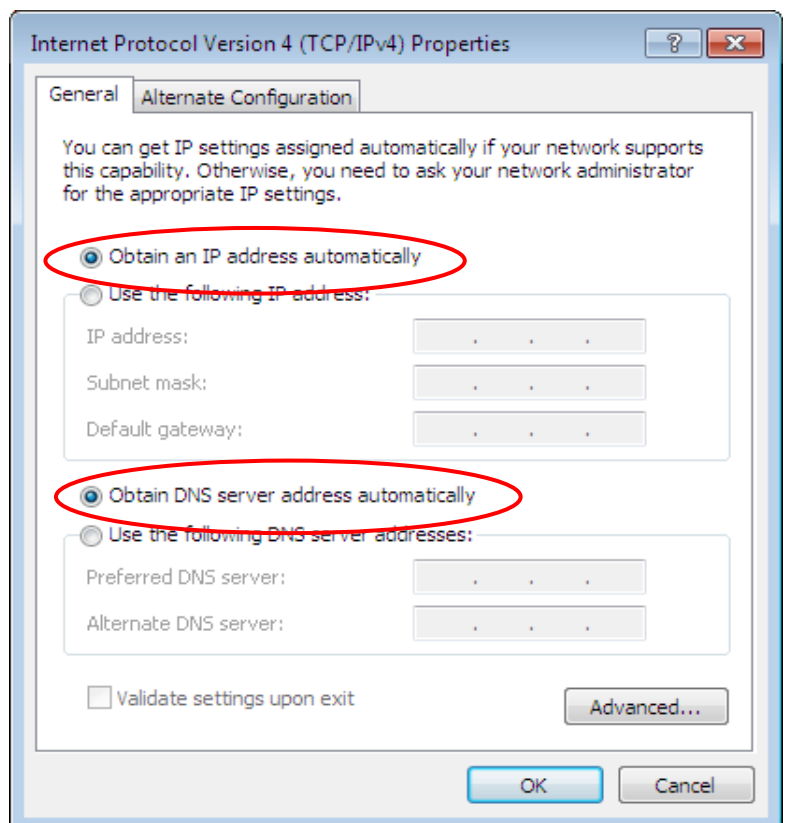 Internet Protocol Version 4 (TCP/IPv4) Properties
General
Alternate Configuration
You can get IP settings assigned automatically if your network supports
this capability. Otherwise, you need to ask your network administrator
for the appropriate IP settings.
Obtain an IP address automatically
Use the following IP address:
IP address:
Subnet mask:
Default gateway:
Obtain DNS server address automatically
Use the following DNS server addresses:
Preferred DNS server:
Alternate DNS server:
Validate settings upon exit
Advanced...
OK
Cancel